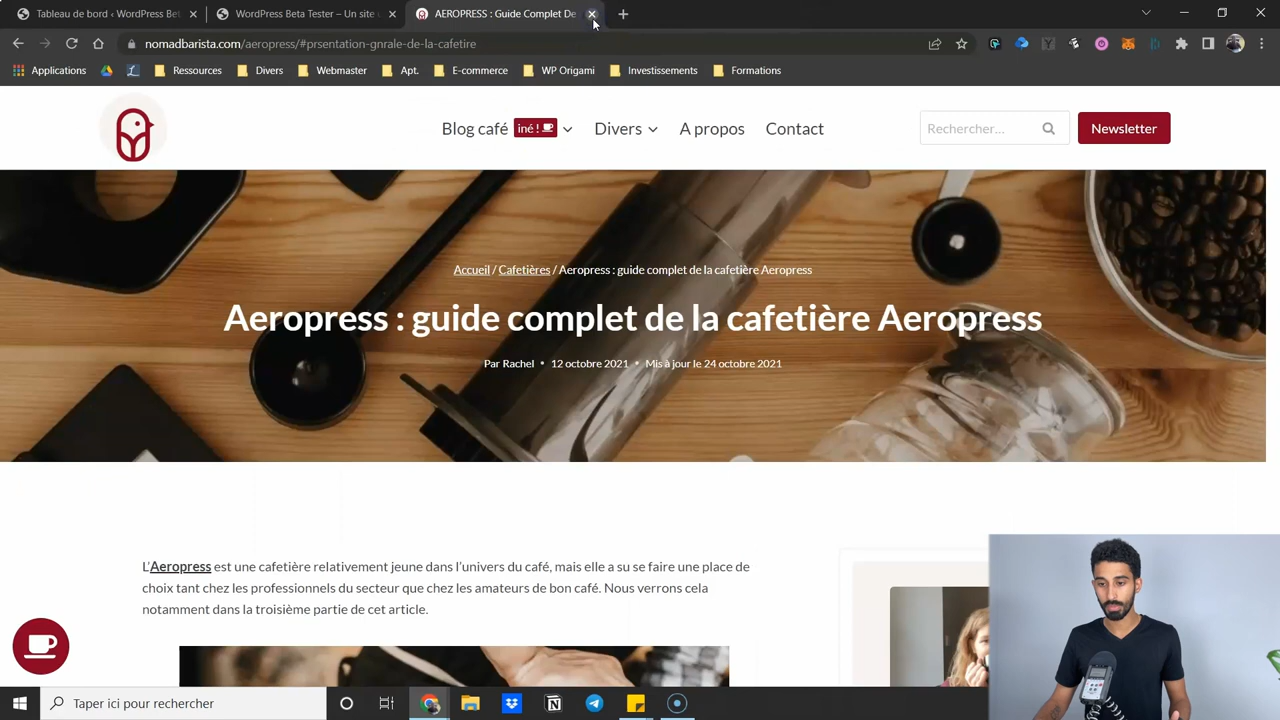 Tableau de bord ‹ WordPress Bet
WordPress Beta Tester – Un site
AEROPRESS : Guide Complet De
nomadbarista.com/aeropress/#prsentation-gnrale-de-la-cafetire
Applications
Ressources
Divers
Webmaster
Apt.
E-commerce
WP Origami
Investissements
Formations
Blog café iné !
Divers
A propos
Contact
Rechercher…
Newsletter
Accueil / Cafetières / Aeropress : guide complet de la cafetière Aeropress
Aeropress : guide complet de la cafetière Aeropress
Par Rachel • 12 octobre 2021 • Mis à jour le 24 octobre 2021
L’Aeropress est une cafetière relativement jeune dans l’univers du café, mais elle a su se faire une place de
choix tant chez les professionnels du secteur que chez les amateurs de bon café. Nous verrons cela
notamment dans la troisième partie de cet article.
Taper ici pour rechercher